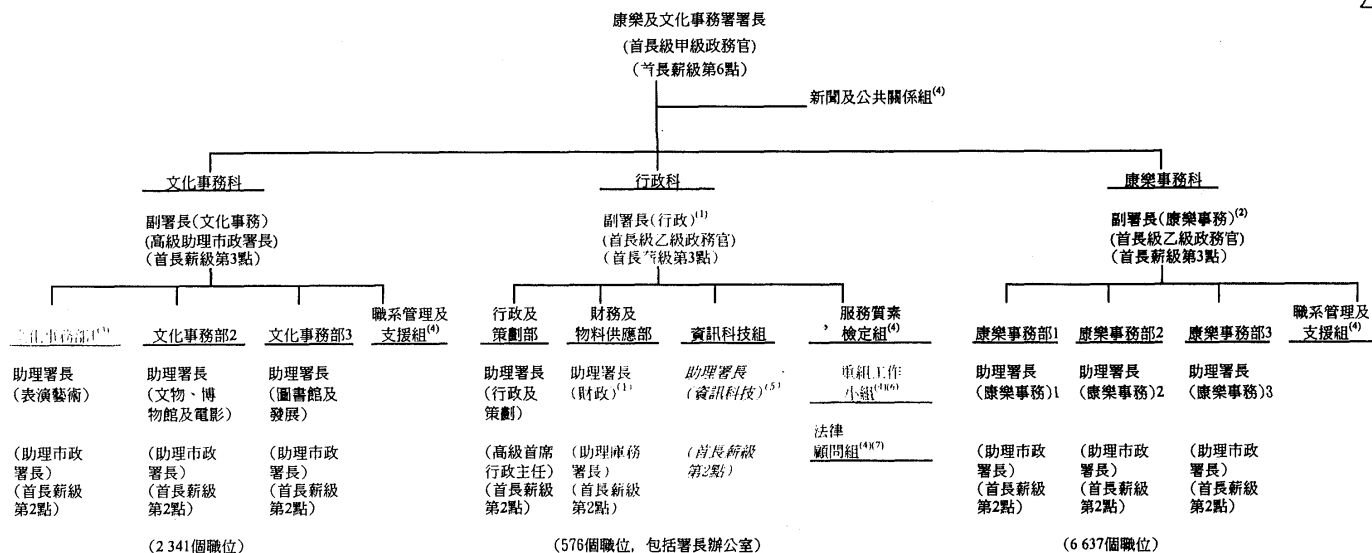 康樂及文化事務署署長
(首長級甲級政務官)
(首長薪級第6點)
新聞及公共關係組(4)
文化事務科
副署長(文化事務)
(高級助理市政署長)
(首長薪級第3點)
行政科
副署長(行政)(1)
(首長級乙級政務官)
(首長薪級第3點)
康樂事務科
副署長(康樂事務)(2)
(首長級乙級政務官)
(首長薪級第3點)
文化事務部1(3)
助理署長
(表演藝術)
(助理市政
署長)
(首長薪級
第2點)
文化事務部2
助理署長
(文物、博
物館及電影)
(助理市政
署長)
(首長薪級
第2點)
文化事務部3
助理署長
(圖書館及
發展)
(助理市政
署長)
(首長薪級
第2點)
職系管理及
支援組(4)
(2 341個職位)
行政及
策劃部
助理署長
(行政及
策劃)
(高級首席
行政主任)
(首長薪級
第2點)
財務及
物料供應部
助理署長
(財政)(1)
(助理庫務
署長)
(首長薪級
第2點)
資訊科技組
助理署長
(資訊科技)(5)
(首長薪級
第2點)
服務質素
檢定組(4)
重組工作
小組(4)(6)
法律
顧問組(4)(7)
(576個職位, 包括署長辦公室)
康樂事務部1
助理署長
(康樂事務)1
(助理市政
署長)
(首長薪級
第2點)
康樂事務部2
助理署長
(康樂事務)2
(助理市政
署長)
(首長薪級
第2點)
康樂事務部3
助理署長
(康樂事務)3
(助理市政
署長)
(首長薪級
第2點)
職系管理及
支援組(4)
(6 637個職位)